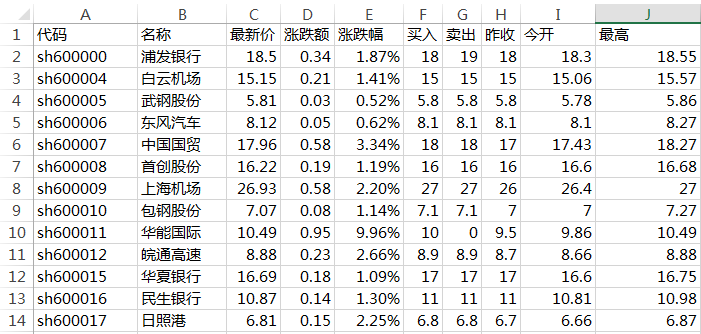 A B C D E F G H I J
1 代码 名称 最新价 涨跌额 涨跌幅 买入 卖出 昨收 今开 最高
2 sh600000 浦发银行 18.5 0.34 1.87% 18 19 18 18.3 18.55
3 sh600004 白云机场 15.15 0.21 1.41% 15 15 15 15.06 15.57
4 sh600005 武钢股份 5.81 0.03 0.52% 5.8 5.8 5.8 5.78 5.86
5 sh600006 东风汽车 8.12 0.05 0.62% 8.1 8.1 8.1 8.1 8.27
6 sh600007 中国国贸 17.96 0.58 3.34% 18 18 17 17.43 18.27
7 sh600008 首创股份 16.22 0.19 1.19% 16 16 16 16.6 16.68
8 sh600009 上海机场 26.93 0.58 2.20% 27 27 26 26.4 27
9 sh600010 包钢股份 7.07 0.08 1.14% 7.1 7.1 7 7 7.27
10 sh600011 华能国际 10.49 0.95 9.96% 10 0 9.5 9.86 10.49
11 sh600012 皖通高速 8.88 0.23 2.66% 8.9 8.9 8.7 8.66 8.88
12 sh600015 华夏银行 16.69 0.18 1.09% 17 17 17 16.6 16.75
13 sh600016 民生银行 10.87 0.14 1.30% 11 11 11 10.81 10.98
14 sh600017 日照港 6.81 0.15 2.25% 6.8 6.8 6.7 6.66 6.87